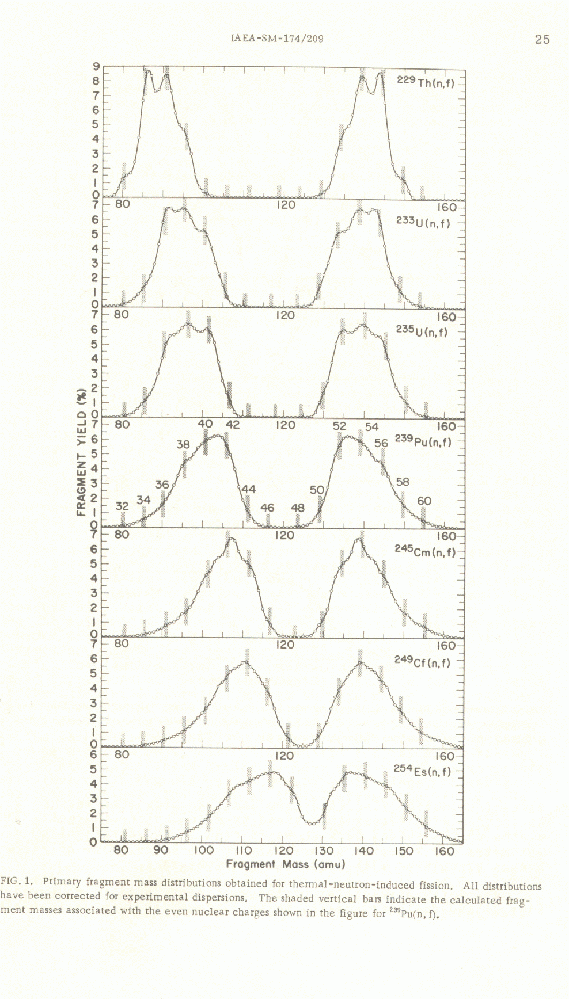 IAEA-SM-174/209
25
9
8
7
6
5
4
3
2
1
0
229Th(n,f)
80 120 160
7
6
5
4
3
2
1
0
233U(n,f)
80 120 160
7
6
5
4
3
2
1
0
235U(n,f)
80 40 42 120 52 54 160
7
6
5
4
3
2
1
0
239Pu(n,f)
38 56
36 44 50 58
32 34 46 48 60
FRAGMENT YIELD (%)
80 120 160
7
6
5
4
3
2
1
0
245Cm(n,f)
80 120 160
7
6
5
4
3
2
1
0
249Cf(n,f)
80 120 160
6
5
4
3
2
1
0
254Es(n,f)
80 90 100 110 120 130 140 150 160
Fragment Mass (amu)
FIG. 1. Primary fragment mass distributions obtained for thermal-neutron-induced fission. All distributions
have been corrected for experimental dispersions. The shaded vertical bars indicate the calculated frag-
ment masses associated with the even nuclear charges shown in the figure for 239Pu(n, f).